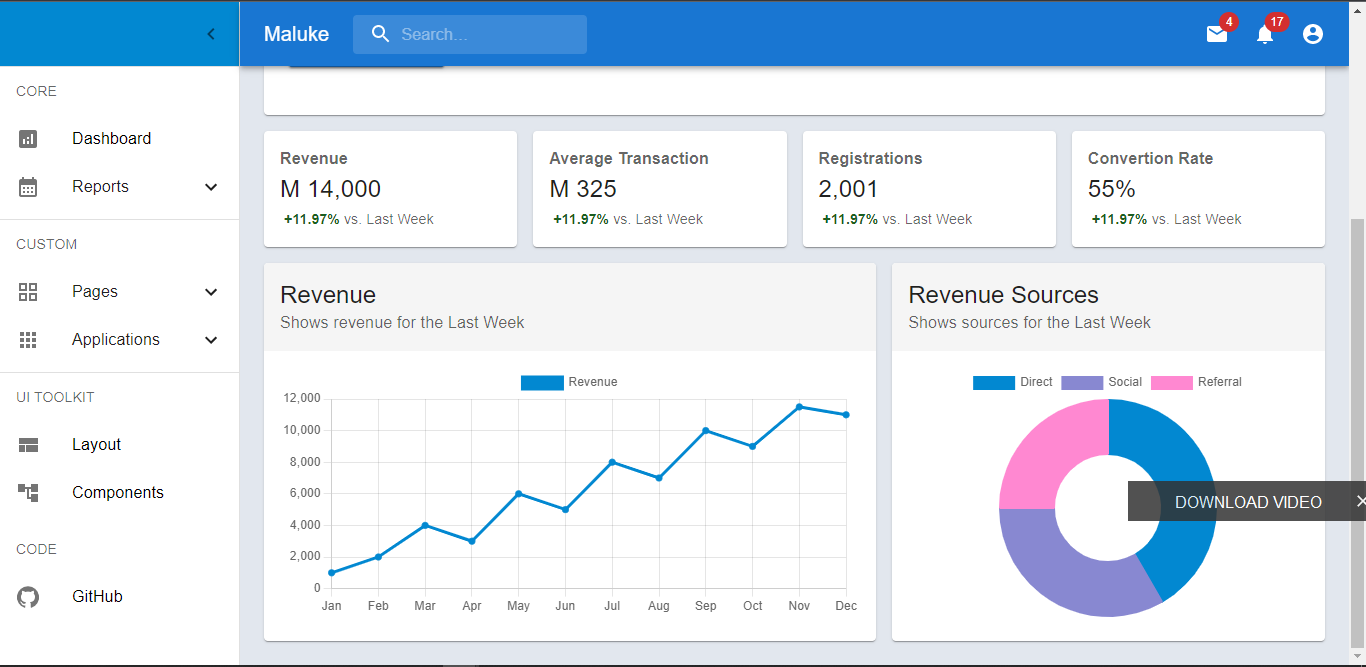 Maluke
Search...
4
17
CORE
Dashboard
Reports
CUSTOM
Pages
Applications
UI TOOLKIT
Layout
Components
CODE
GitHub
Revenue
M 14,000
+11.97% vs. Last Week
Average Transaction
M 325
+11.97% vs. Last Week
Registrations
2,001
+11.97% vs. Last Week
Convertion Rate
55%
+11.97% vs. Last Week
Revenue
Shows revenue for the Last Week
Revenue
12,000
10,000
8,000
6,000
4,000
2,000
0
Jan Feb Mar Apr May Jun Jul Aug Sep Oct Nov Dec
Revenue Sources
Shows sources for the Last Week
Direct Social Referral
DOWNLOAD VIDEO